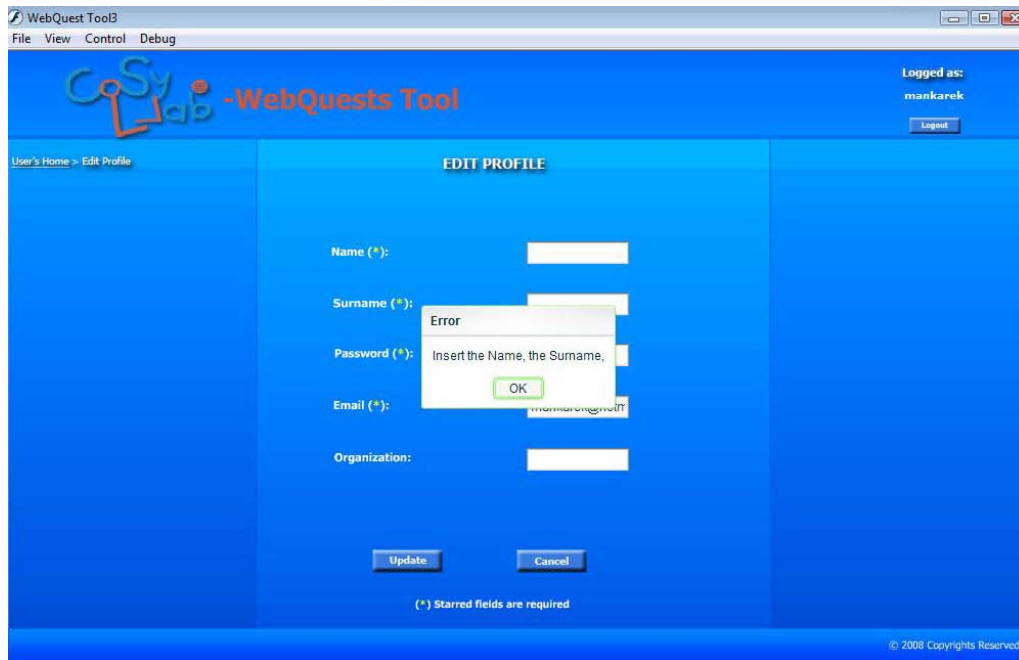 WebQuest Tool3
File View Control Debug
CoSy Lab -WebQuests Tool
Logged as:
mankarek
Logout
User's Home > Edit Profile
EDIT PROFILE
Name (*):
Surname (*):
Error
Insert the Name, the Surname,
OK
Password (*):
Email (*):
Organization:
Update Cancel
(*) Starred fields are required
© 2008 Copyrights Reserved